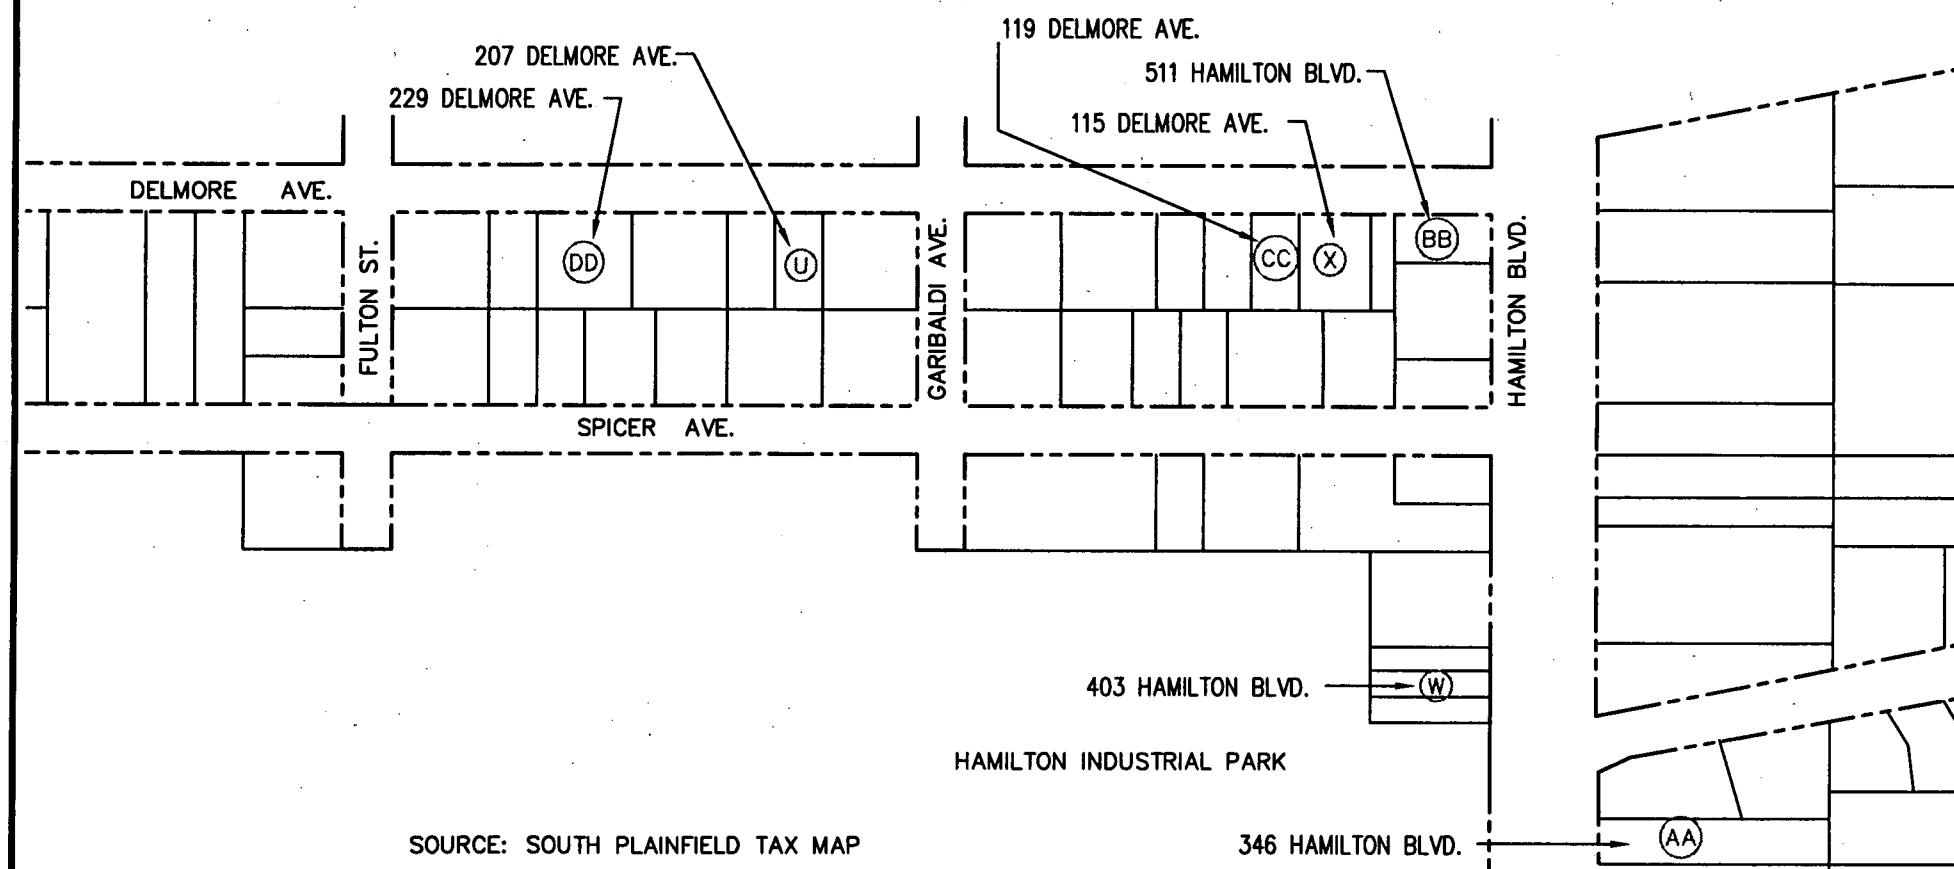 119 DELMORE AVE.
207 DELMORE AVE.
511 HAMILTON BLVD.
229 DELMORE AVE.
115 DELMORE AVE.
DELMORE AVE.
FULTON ST.
DD
U
GARIBALDI AVE.
CC
X
BB
HAMILTON BLVD.
SPICER AVE.
403 HAMILTON BLVD.
W
HAMILTON INDUSTRIAL PARK
SOURCE: SOUTH PLAINFIELD TAX MAP
346 HAMILTON BLVD.
AA